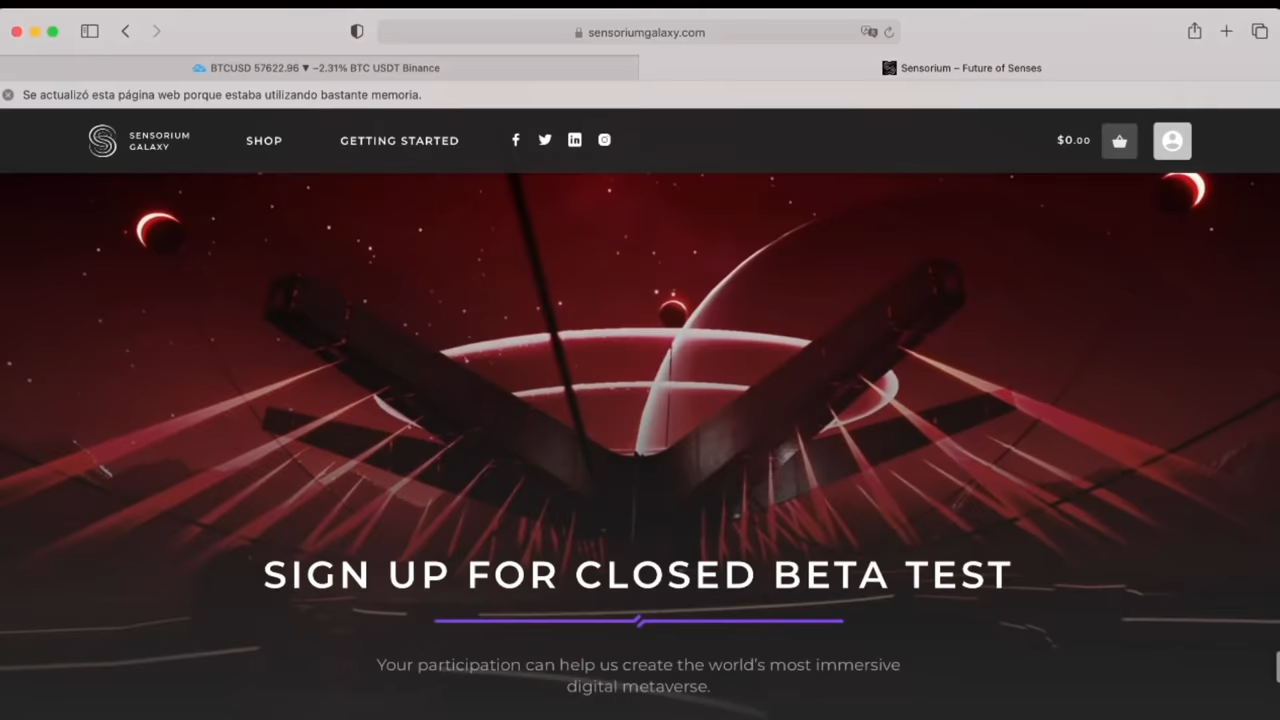 sensoriumgalaxy.com
BTCUSD 57622.96 ▼ −2.31% BTC USDT Binance
Sensorium – Future of Senses
Se actualizó esta página web porque estaba utilizando bastante memoria.
SENSORIUM
GALAXY
SHOP
GETTING STARTED
$0.00
SIGN UP FOR CLOSED BETA TEST
Your participation can help us create the world's most immersive
digital metaverse.